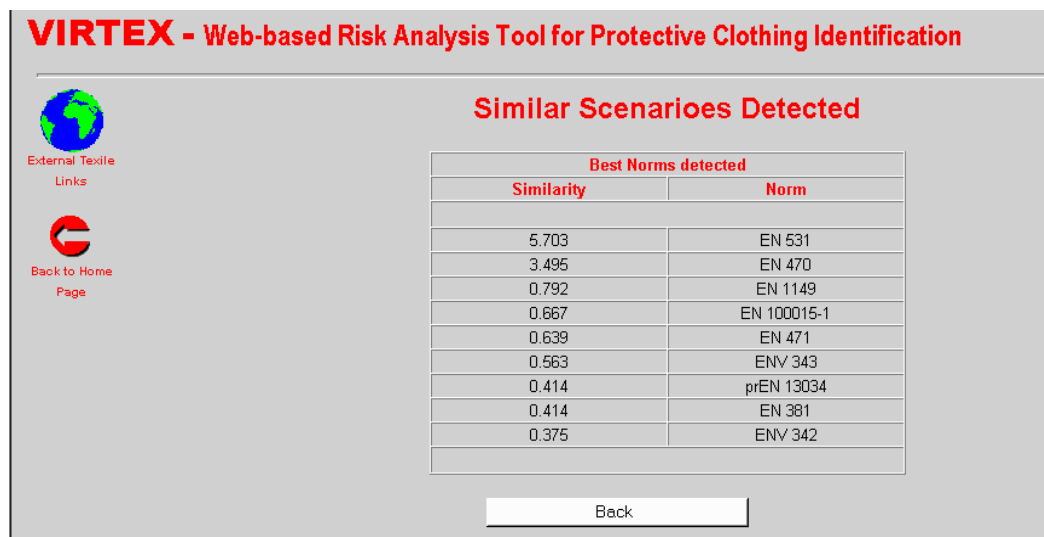 VIRTEX - Web-based Risk Analysis Tool for Protective Clothing Identification
External Texile
Links
Back to Home
Page
Similar Scenarioes Detected
Best Norms detected
Similarity Norm
5.703 EN 531
3.495 EN 470
0.792 EN 1149
0.667 EN 100015-1
0.639 EN 471
0.563 ENV 343
0.414 prEN 13034
0.414 EN 381
0.375 ENV 342
Back